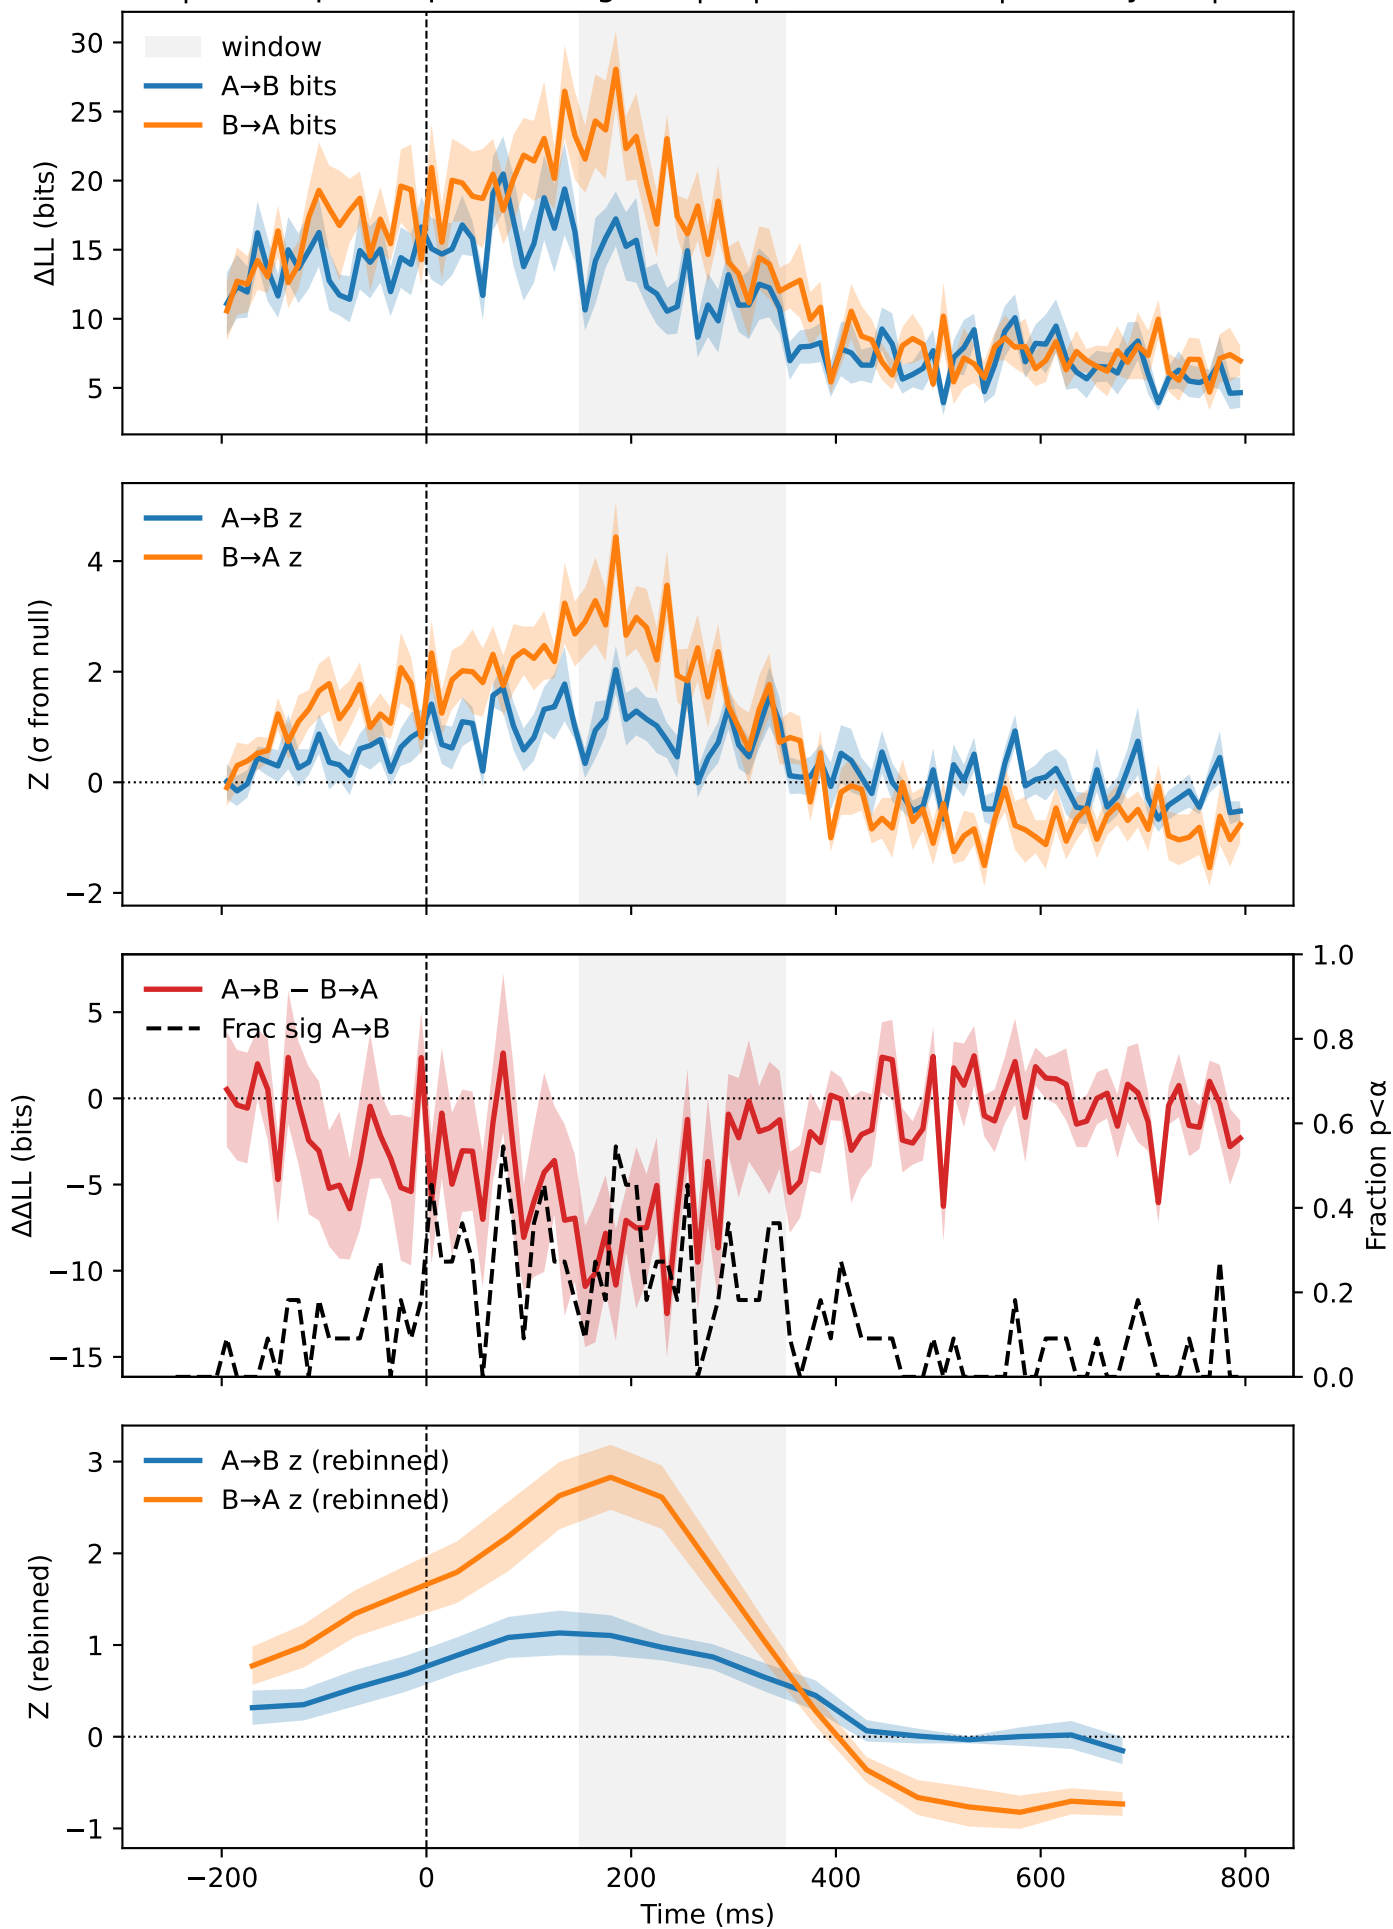 30
25
20
15
10
5
ΔLL (bits)
window
A→B bits
B→A bits
4
2
0
−2
Z (σ from null)
A→B z
B→A z
5
0
−5
−10
−15
ΔΔLL (bits)
A→B − B→A
Frac sig A→B
1.0
0.8
0.6
0.4
0.2
0.0
Fraction p<α
3
2
1
0
−1
Z (rebinned)
A→B z (rebinned)
B→A z (rebinned)
−200
0
200
400
600
800
Time (ms)